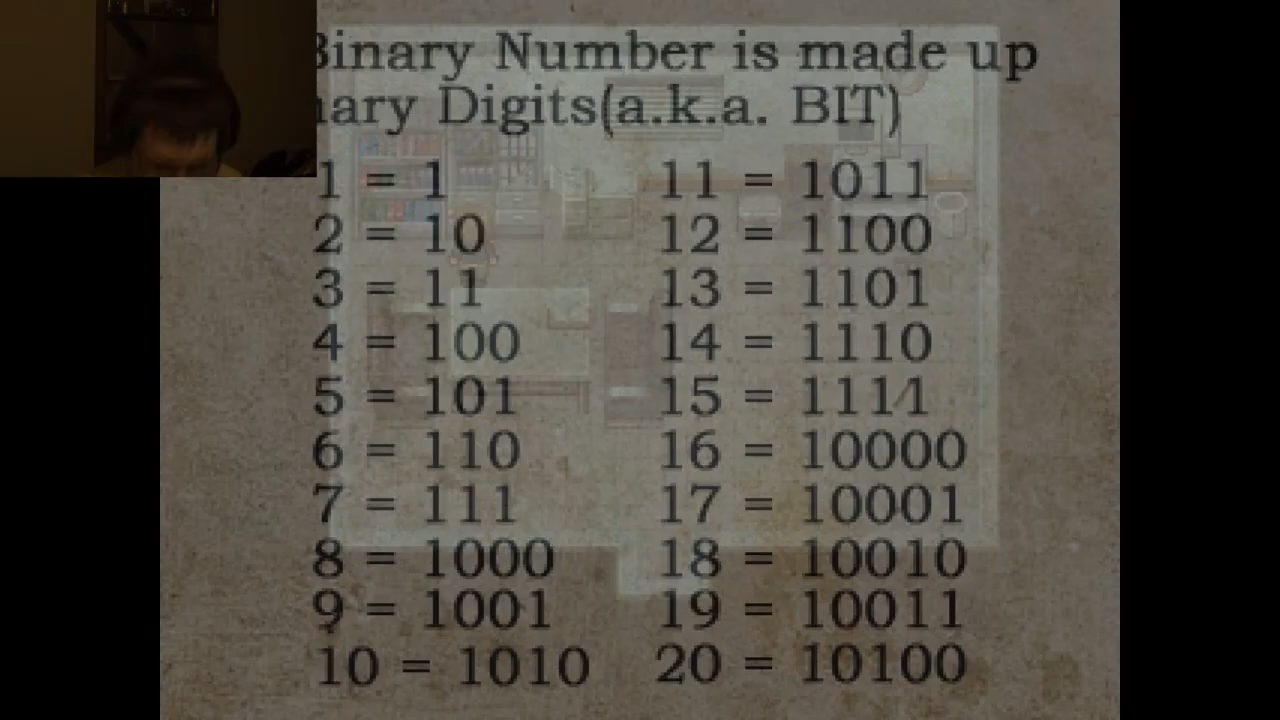 Binary Number is made up
nary Digits(a.k.a. BIT)
1 = 1
2 = 10
3 = 11
4 = 100
5 = 101
6 = 110
7 = 111
8 = 1000
9 = 1001
10 = 1010
11 = 1011
12 = 1100
13 = 1101
14 = 1110
15 = 1111
16 = 10000
17 = 10001
18 = 10010
19 = 10011
20 = 10100